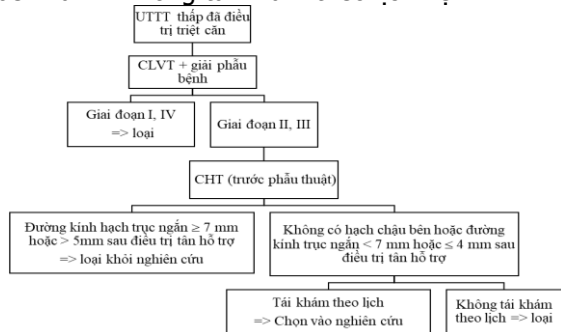 UTTT thấp đã điều
trị triệt căn
CLVT + giải phẫu
bệnh
Giai đoạn I, IV
=> loại
Giai đoạn II, III
CHT (trước phẫu thuật)
Đường kính hạch trục ngắn ≥ 7 mm
hoặc > 5mm sau điều trị tân hỗ trợ
=> loại khỏi nghiên cứu
Không có hạch chậu bên hoặc đường
kính trục ngắn < 7 mm hoặc ≤ 4 mm sau
điều trị tân hỗ trợ
Tái khám theo lịch
=> Chọn vào nghiên cứu
Không tái khám
theo lịch => loại